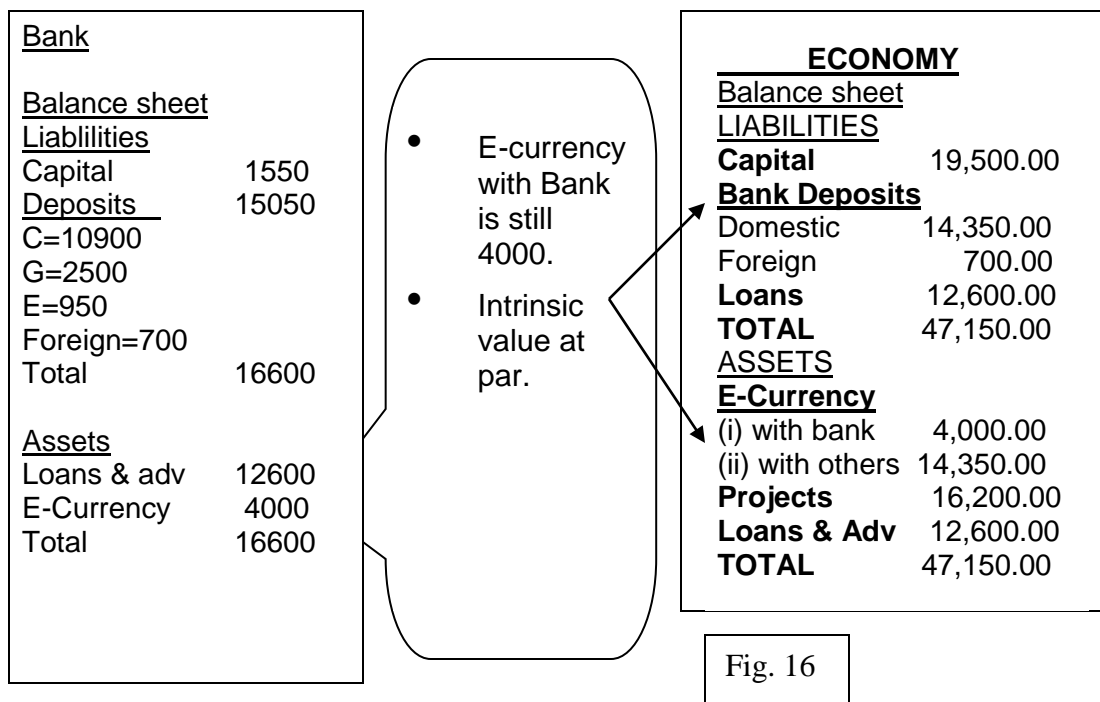 Bank
Balance sheet
Liablilities
Capital 1550
Deposits 15050
C=10900
G=2500
E=950
Foreign=700
Total 16600
Assets
Loans & adv 12600
E-Currency 4000
Total 16600
• E-currency
with Bank
is still
4000.
• Intrinsic
value at
par.
ECONOMY
Balance sheet
LIABILITIES
Capital 19,500.00
Bank Deposits
Domestic 14,350.00
Foreign 700.00
Loans 12,600.00
TOTAL 47,150.00
ASSETS
E-Currency
(i) with bank 4,000.00
(ii) with others 14,350.00
Projects 16,200.00
Loans & Adv 12,600.00
TOTAL 47,150.00
Fig. 16